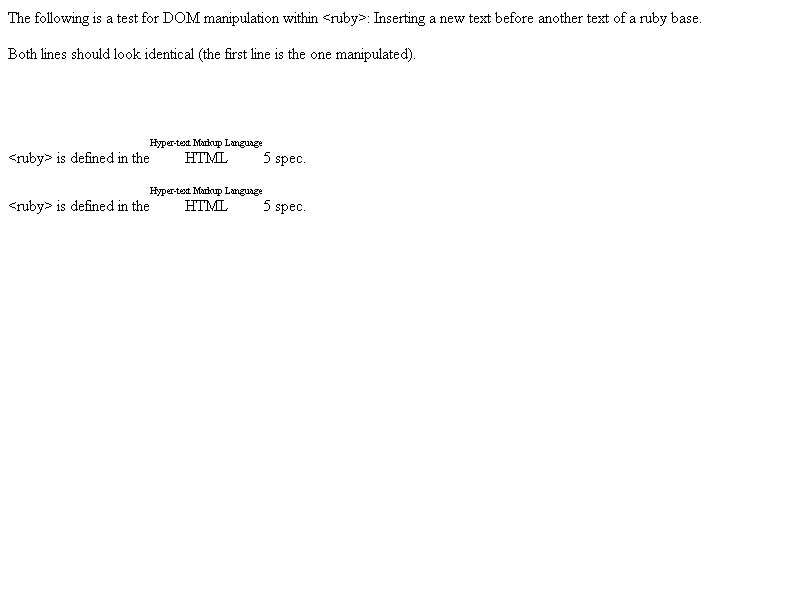 The following is a test for DOM manipulation within <ruby>: Inserting a new text before another text of a ruby base.
Both lines should look identical (the first line is the one manipulated).
Hyper-text Markup Language
<ruby> is defined in the HTML 5 spec.
Hyper-text Markup Language
<ruby> is defined in the HTML 5 spec.